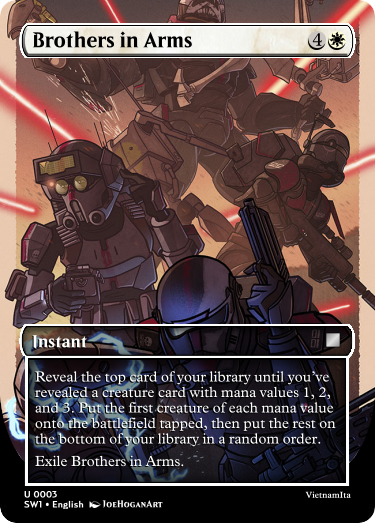 Brothers in Arms 4
Instant
Reveal the top card of your library until you've
revealed a creature card with mana values 1, 2,
and 3. Put the first creature of each mana value
onto the battlefield tapped, then put the rest on
the bottom of your library in a random order.
Exile Brothers in Arms.
U 0003 VietnamIta
SW1 • English JoeHoganArt